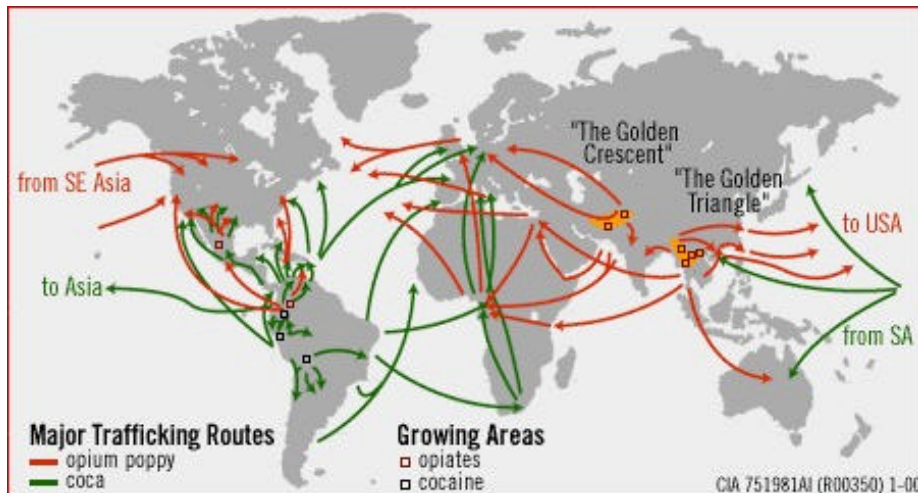 "The Golden
Crescent"
"The Golden
Triangle"
from SE Asia
to USA
to Asia
from SA
Major Trafficking Routes
opium poppy
coca
Growing Areas
opiates
cocaine
CIA 751981AI (R00350) 1-00